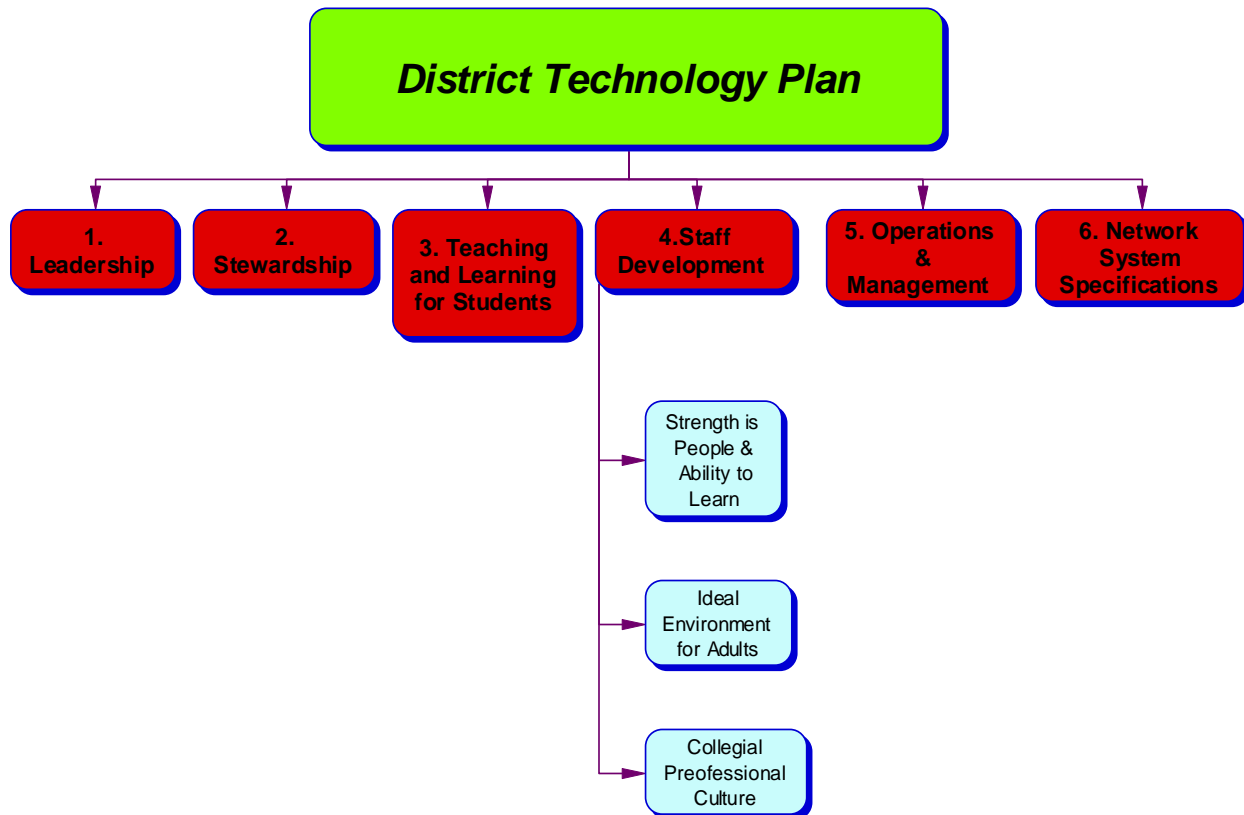 District Technology Plan
1.
Leadership
2.
Stewardship
3. Teaching
and Learning
for Students
4.Staff
Development
5. Operations
&
Management
6. Network
System
Specifications
Strength is
People &
Ability to
Learn
Ideal
Environment
for Adults
Collegial
Preofessional
Culture